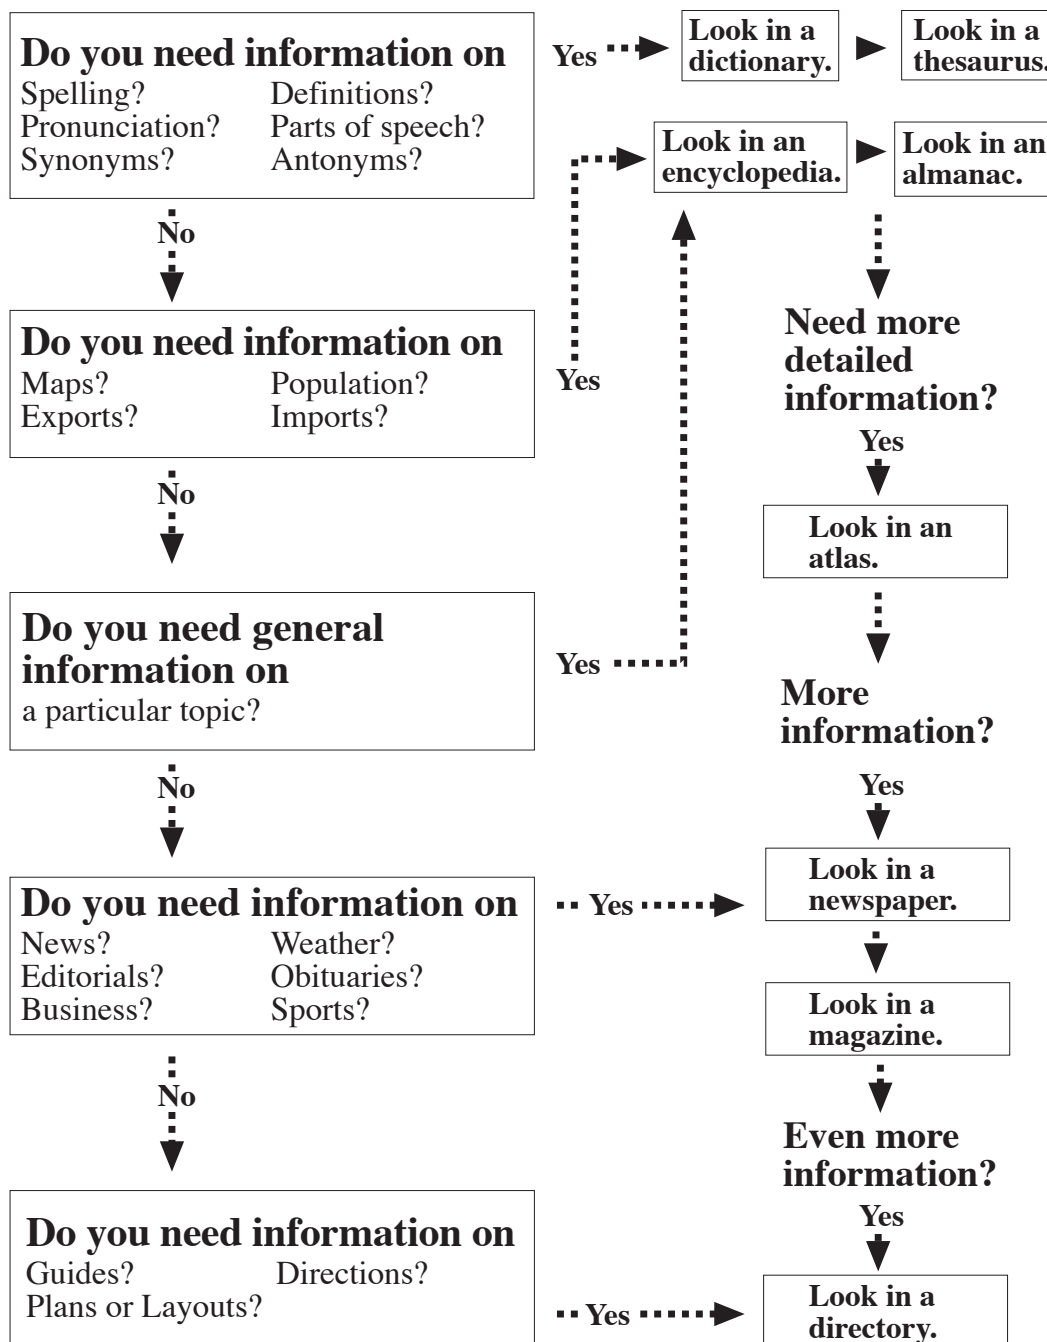 Do you need information on
Spelling? Definitions?
Pronunciation? Parts of speech?
Synonyms? Antonyms?
Yes
Look in a
dictionary.
Look in a
thesaurus.
No
Look in an
encyclopedia.
Look in an
almanac.
Do you need information on
Maps? Population?
Exports? Imports?
Yes
Need more
detailed
information?
Yes
Look in an
atlas.
No
Do you need general
information on
a particular topic?
Yes
More
information?
Yes
No
Do you need information on
News? Weather?
Editorials? Obituaries?
Business? Sports?
Yes
Look in a
newspaper.
Look in a
magazine.
No
Even more
information?
Yes
Do you need information on
Guides? Directions?
Plans or Layouts?
Yes
Look in a
directory.